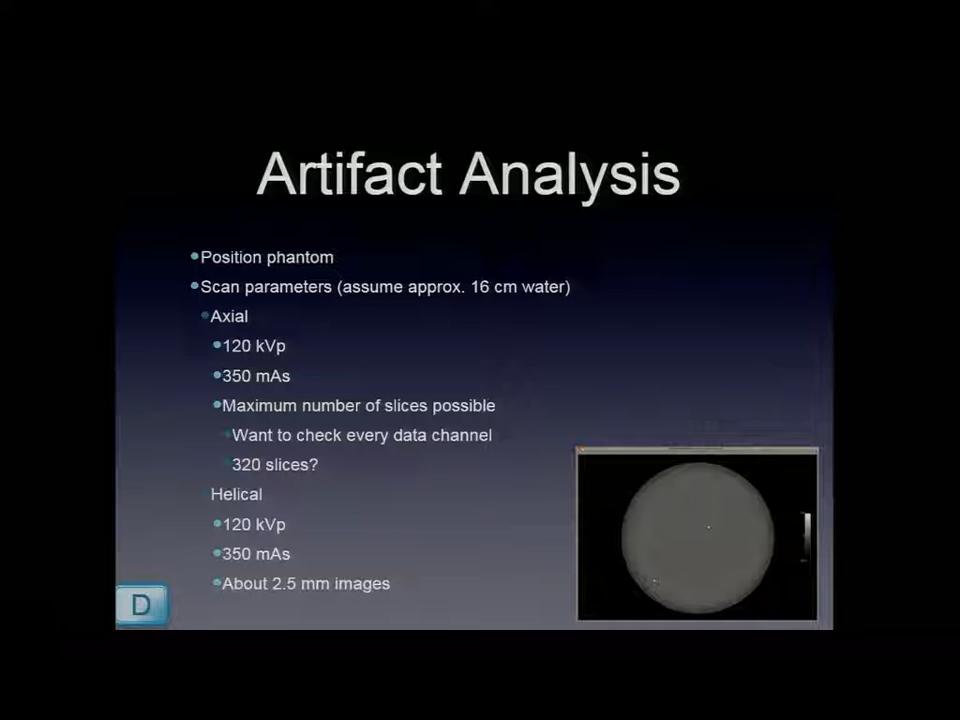 Artifact Analysis
Position phantom
Scan parameters (assume approx. 16 cm water)
Axial
120 kVp
350 mAs
Maximum number of slices possible
Want to check every data channel
320 slices?
Helical
120 kVp
350 mAs
About 2.5 mm images
D